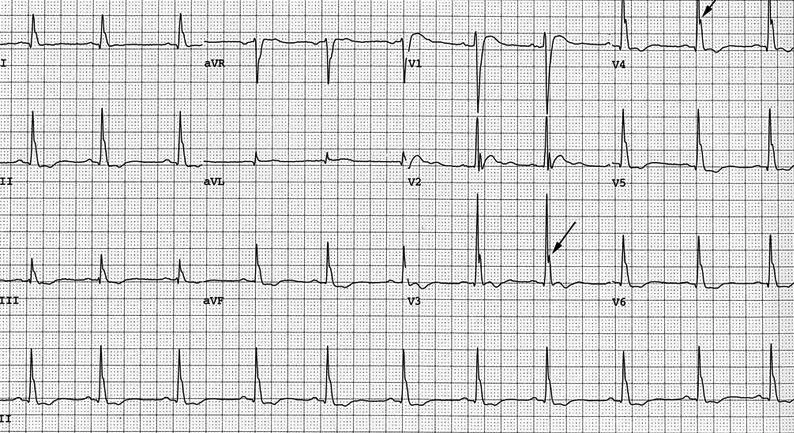 I aVR V1 V4
II aVL V2 V5
III aVF V3 V6
II